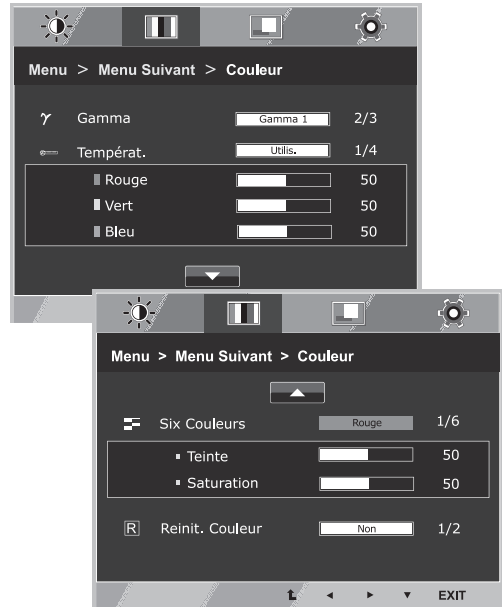 Menu > Menu Suivant > Couleur
γ Gamma Gamma 1 2/3
Températ. Utilis. 1/4
Rouge 50
Vert 50
Bleu 50
Menu > Menu Suivant > Couleur
Six Couleurs Rouge 1/6
Teinte 50
Saturation 50
R Reinit. Couleur Non 1/2
EXIT